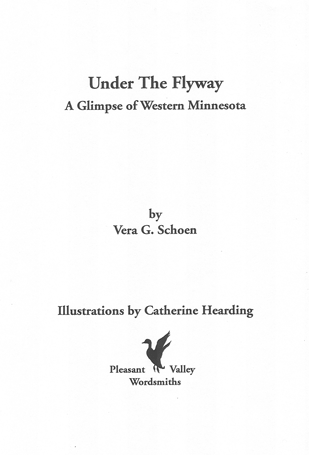 Under The Flyway
A Glimpse of Western Minnesota
by
Vera G. Schoen
Illustrations by Catherine Hearding
Pleasant Valley
Wordsmiths